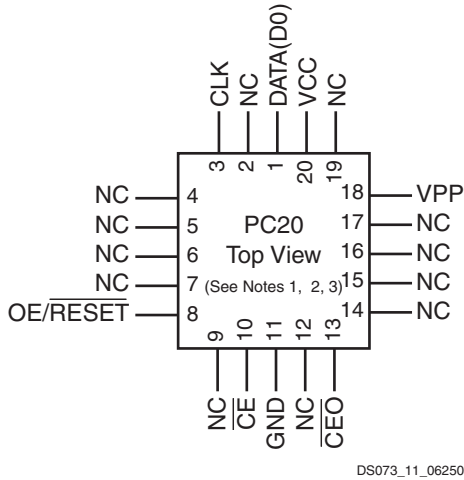 CLK
NC
DATA(D0)
VCC
NC
3
2
1
20
19
NC 4
NC 5
NC 6
NC 7
OE/RESET 8
PC20
Top View
(See Notes 1, 2, 3)
18 VPP
17 NC
16 NC
15 NC
14 NC
9
10
11
12
13
NC
CE
GND
NC
CEO
DS073_11_06250